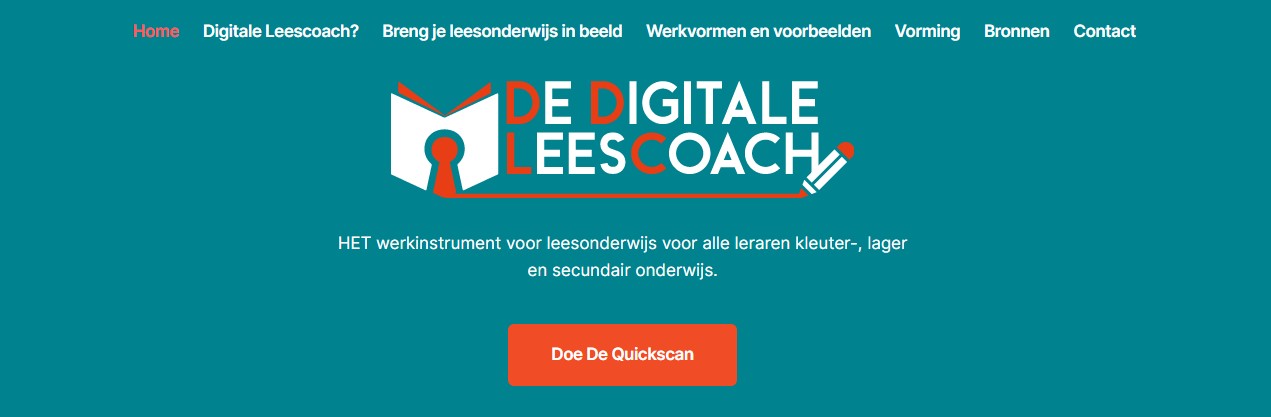 Home Digitale Leescoach? Breng je leesonderwijs in beeld Werkvormen en voorbeelden Vorming Bronnen Contact
DE DIGITALE
LEESCOACH
HET werkinstrument voor leesonderwijs voor alle leraren kleuter-, lager
en secundair onderwijs.
Doe De Quickscan